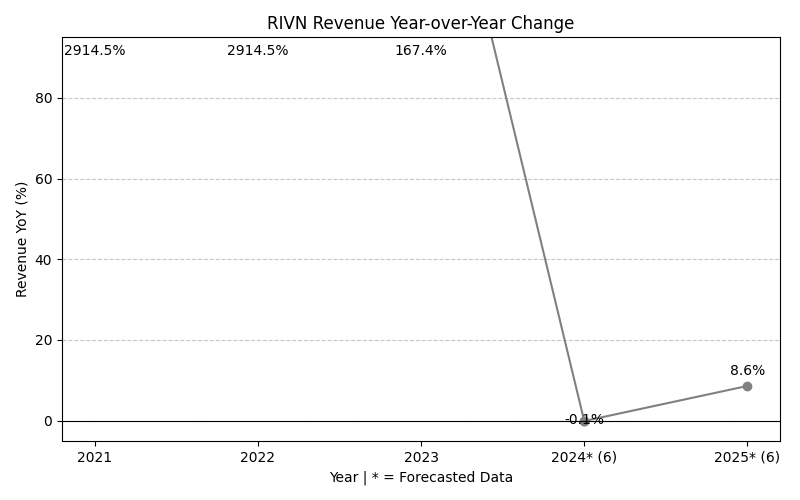 RIVN Revenue Year-over-Year Change
2914.5% 2914.5% 167.4%
80
60
40
20
0
Revenue YoY (%)
-0.1%
8.6%
2021 2022 2023 2024* (6) 2025* (6)
Year | * = Forecasted Data